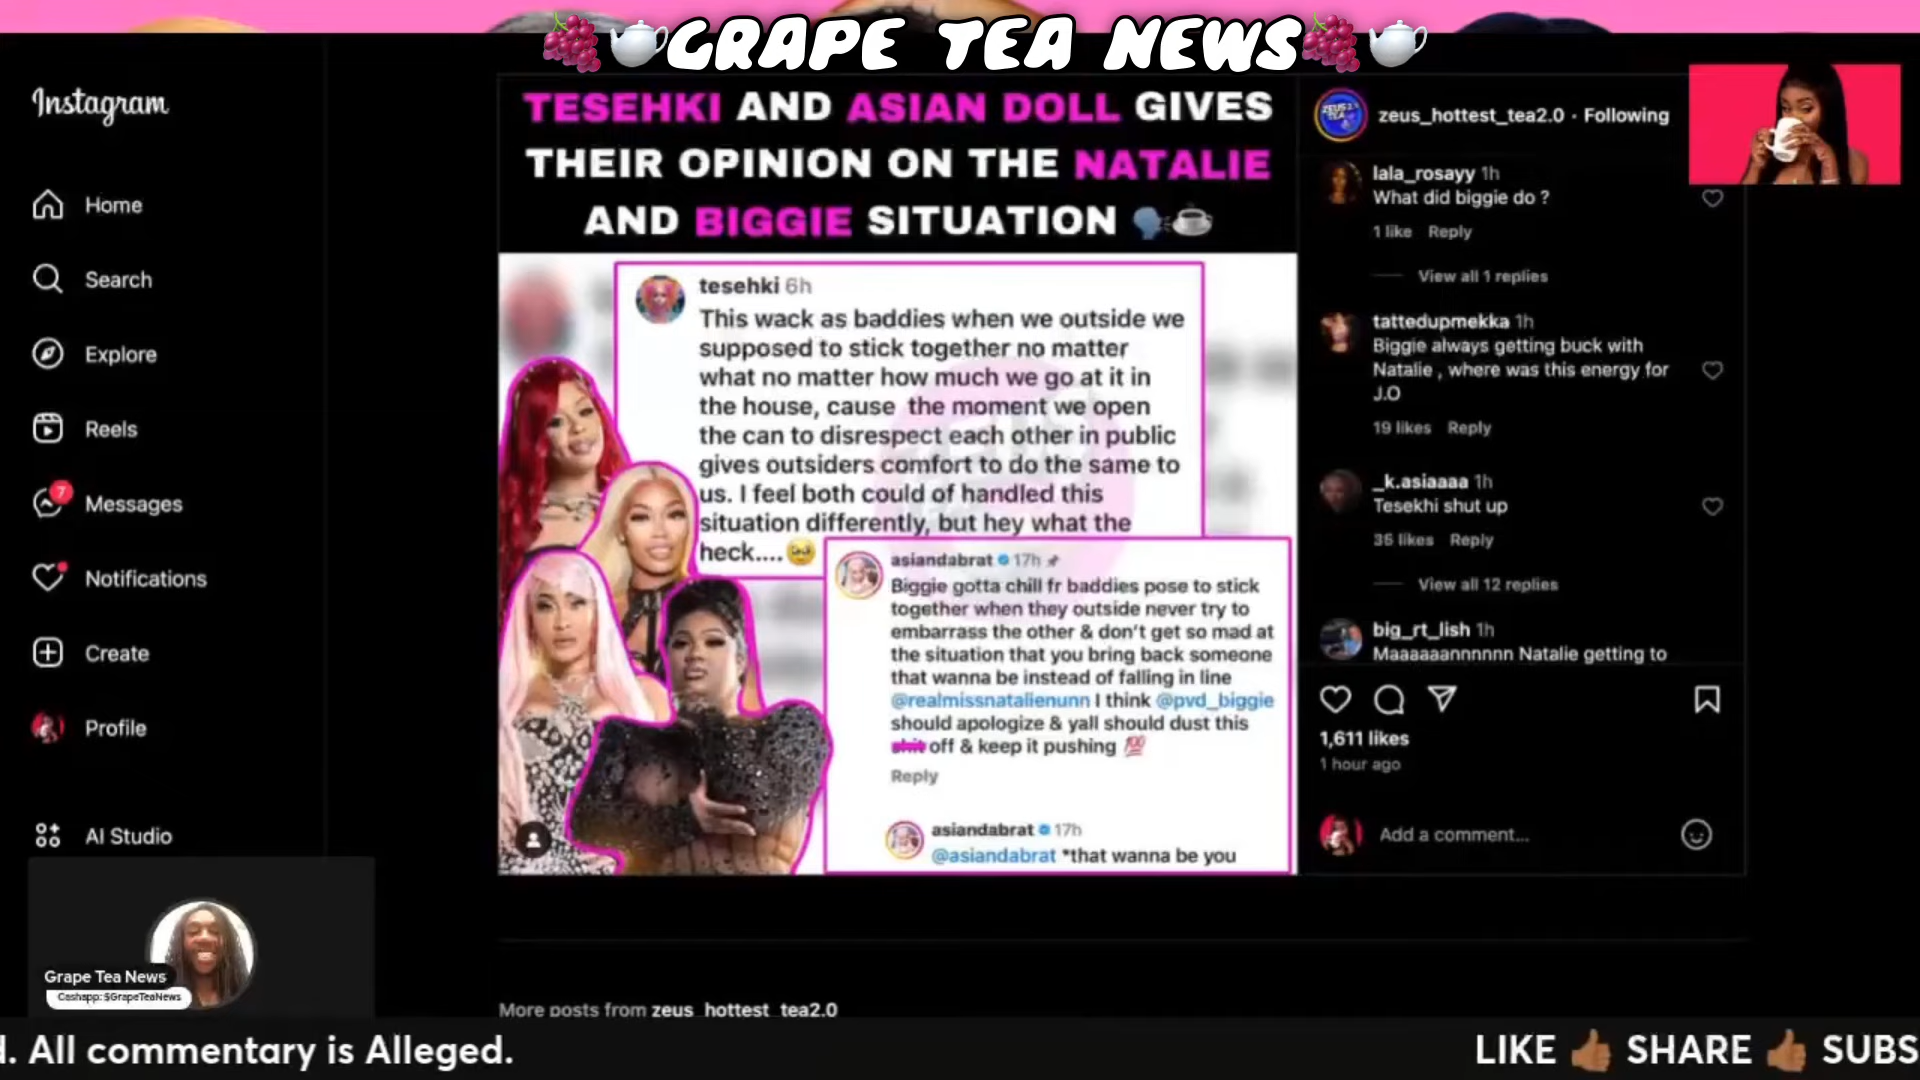 GRAPE TEA NEWS
Instagram
Home
Search
Explore
Reels
7
Messages
Notifications
Create
Profile
AI Studio
TESEHKI AND ASIAN DOLL GIVES
THEIR OPINION ON THE NATALIE
AND BIGGIE SITUATION 🗣️☕
tesehki 6h
This wack as baddies when we outside we
supposed to stick together no matter
what no matter how much we go at it in
the house, cause the moment we open
the can to disrespect each other in public
gives outsiders comfort to do the same to
us. I feel both could of handled this
situation differently, but hey what the
heck....🥹
asiandabrat 17h
Biggie gotta chill fr baddies pose to stick
together when they outside never try to
embarrass the other & don't get so mad at
the situation that you bring back someone
that wanna be instead of falling in line
@realmissnatalienunn I think @pvd_biggie
should apologize & yall should dust this
shit off & keep it pushing 💯
Reply
asiandabrat 17h
@asiandabrat *that wanna be you
zeus_hottest_tea2.0 • Following
lala_rosayy 1h
What did biggie do ?
1 like Reply
View all 1 replies
tattedupmekka 1h
Biggie always getting buck with
Natalie , where was this energy for
J.O
19 likes Reply
_k.asiaaaa 1h
Tesekhi shut up
35 likes Reply
View all 12 replies
big_rt_lish 1h
Maaaaaannnnnn Natalie getting to
1,611 likes
1 hour ago
Add a comment...
Grape Tea News
Cashapp: $GrapeTeaNews
More posts from zeus_hottest_tea2.0
d. All commentary is Alleged.
LIKE 👍🏾 SHARE 👍🏾 SUBS